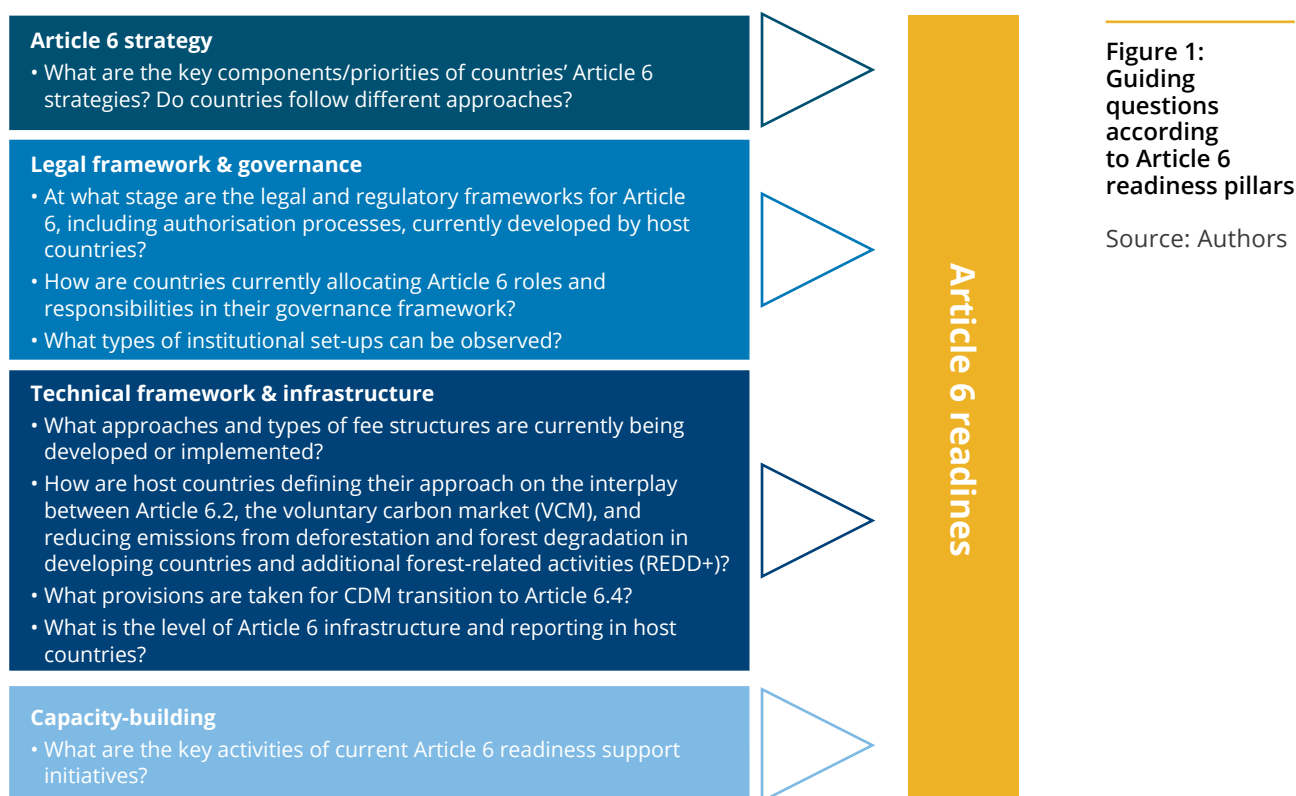 Article 6 strategy
• What are the key components/priorities of countries’ Article 6
strategies? Do countries follow different approaches?
Legal framework & governance
• At what stage are the legal and regulatory frameworks for Article
6, including authorisation processes, currently developed by host
countries?
• How are countries currently allocating Article 6 roles and
responsibilities in their governance framework?
• What types of institutional set-ups can be observed?
Technical framework & infrastructure
• What approaches and types of fee structures are currently being
developed or implemented?
• How are host countries defining their approach on the interplay
between Article 6.2, the voluntary carbon market (VCM), and
reducing emissions from deforestation and forest degradation in
developing countries and additional forest-related activities (REDD+)?
• What provisions are taken for CDM transition to Article 6.4?
• What is the level of Article 6 infrastructure and reporting in host
countries?
Capacity-building
• What are the key activities of current Article 6 readiness support
initiatives?
Article 6 readines
Figure 1:
Guiding
questions
according
to Article 6
readiness pillars
Source: Authors